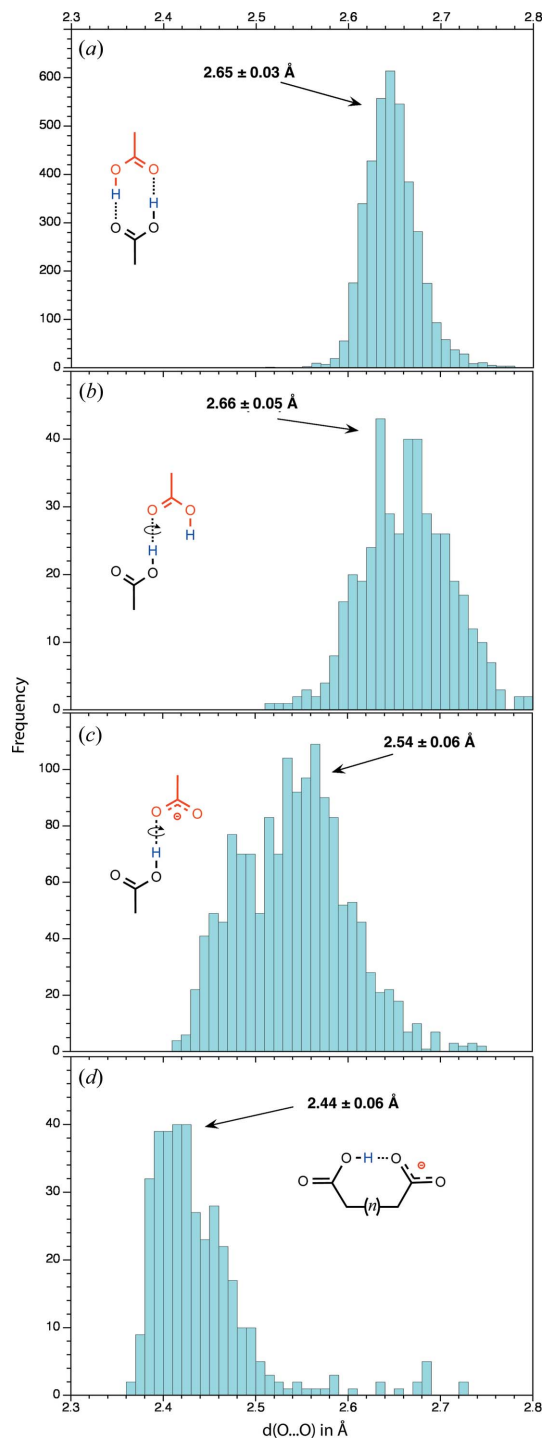 2.3 2.4 2.5 2.6 2.7 2.8
(a)
2.65 ± 0.03 Å
600
500
400
300
200
100
0
O O
H H
O O
(b)
2.66 ± 0.05 Å
40
30
20
10
0
O O
H H
O O
Frequency
(c)
2.54 ± 0.06 Å
100
80
60
40
20
0
O O
⊖
H
O O
(d)
2.44 ± 0.06 Å
40
30
20
10
0
O H O ⊖
O O
(n)
2.3 2.4 2.5 2.6 2.7 2.8
d(O...O) in Å